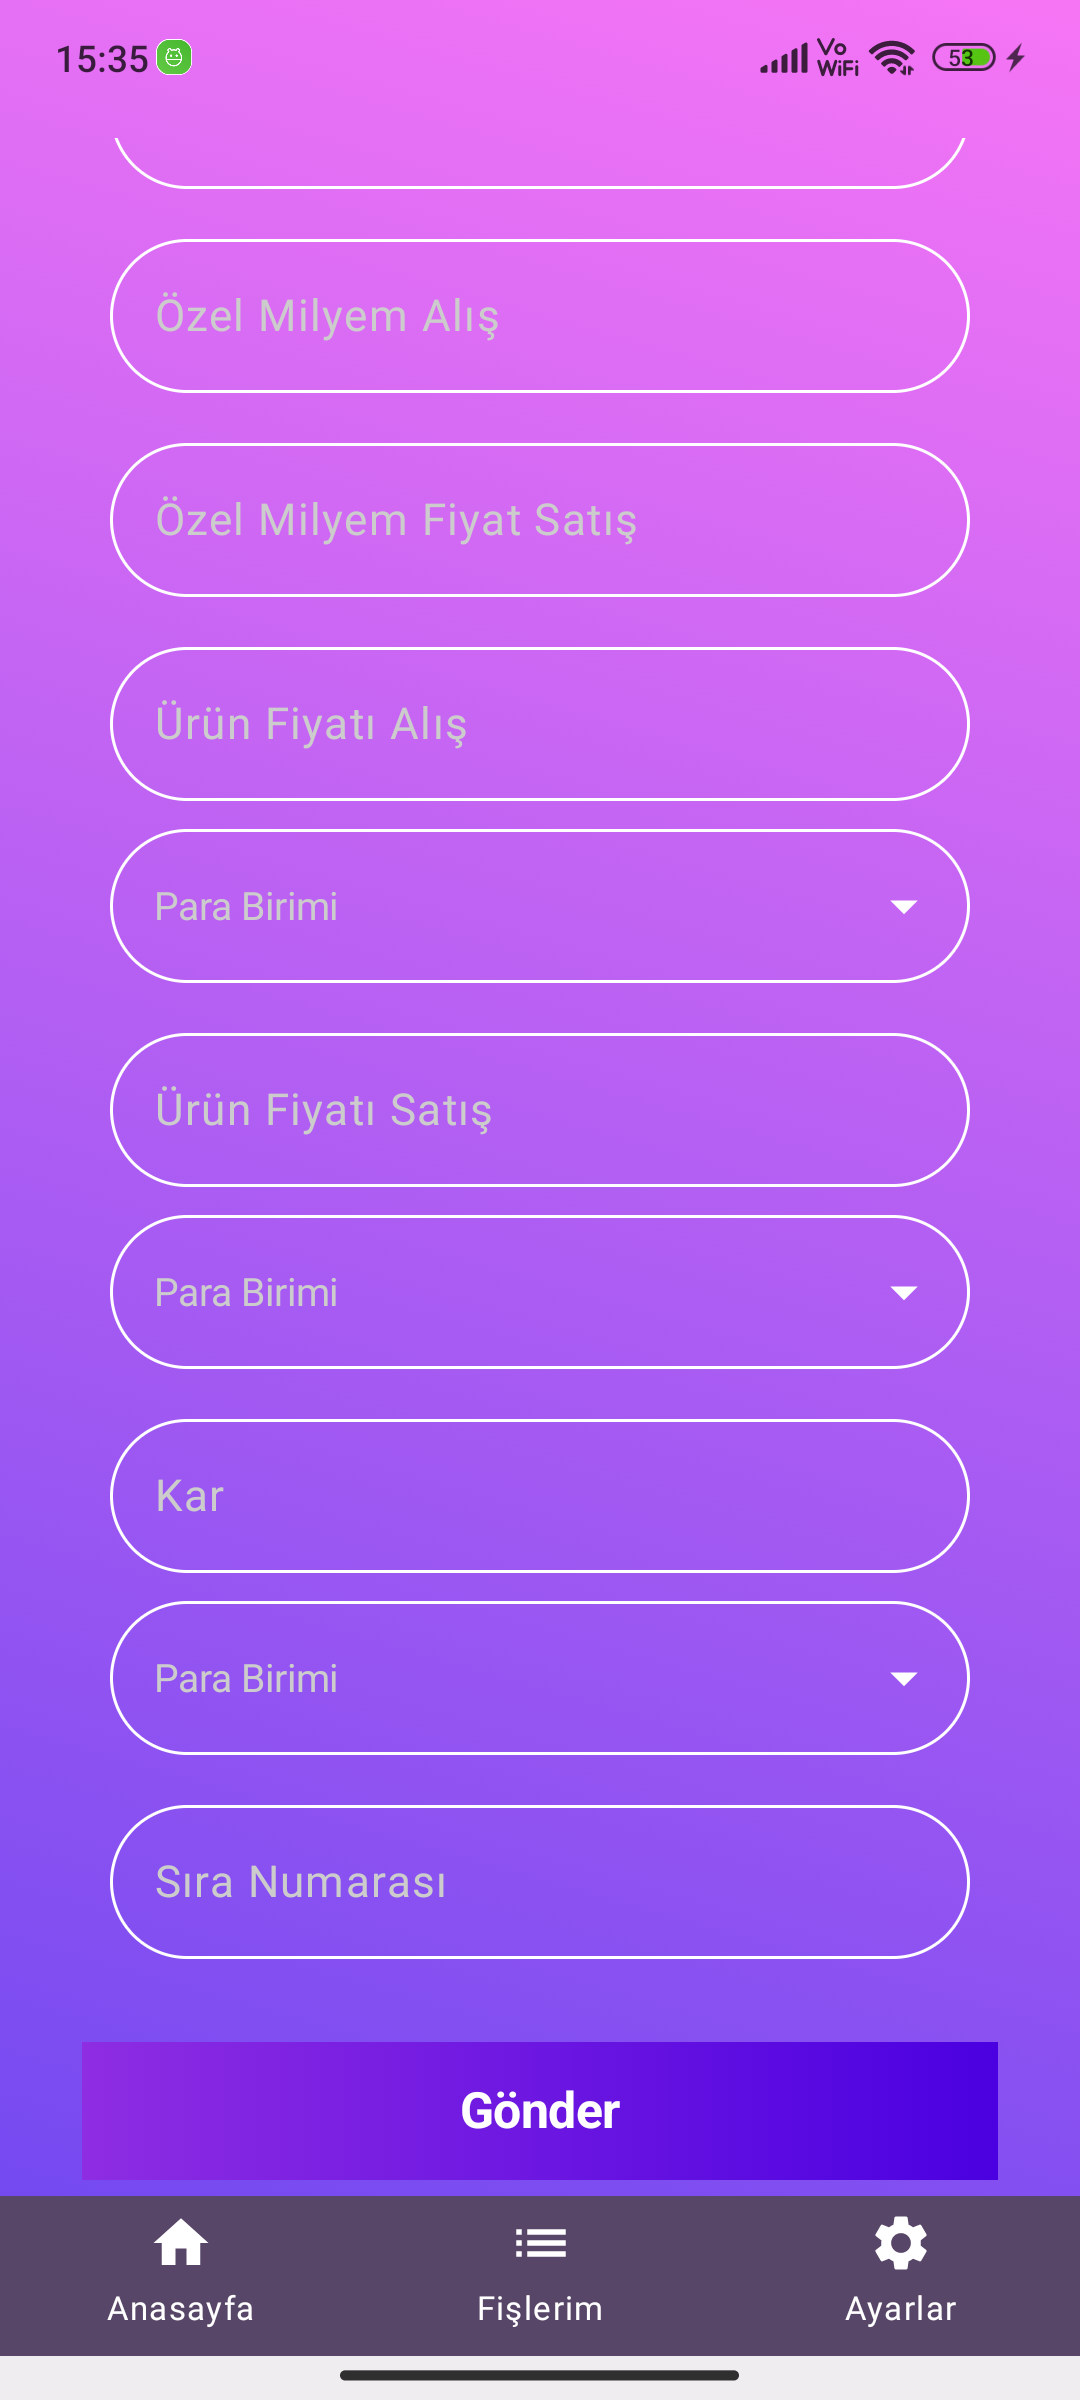 15:35
Vo
WiFi
53
Özel Milyem Alış
Özel Milyem Fiyat Satış
Ürün Fiyatı Alış
Para Birimi
Ürün Fiyatı Satış
Para Birimi
Kar
Para Birimi
Sıra Numarası
Gönder
Anasayfa
Fişlerim
Ayarlar